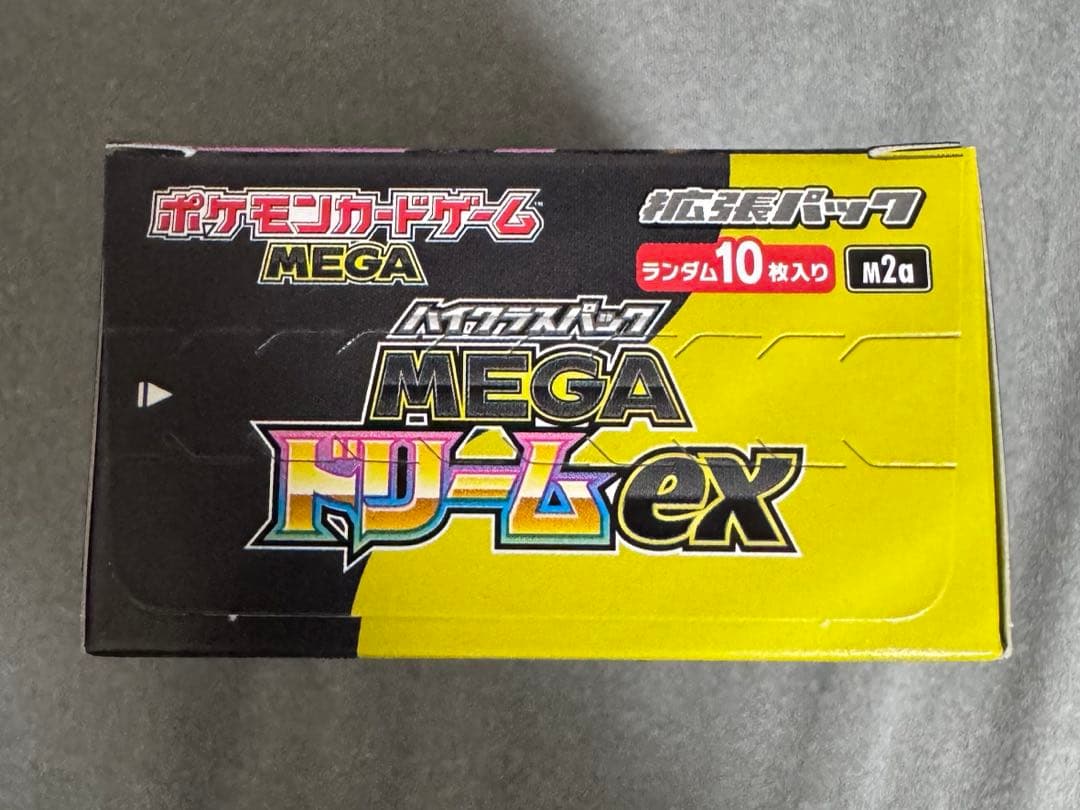 ポケモンカードゲーム™
MEGA
拡張パック
ランダム10枚入り
M2a
ハイクラスパック
MEGA
ドリームex